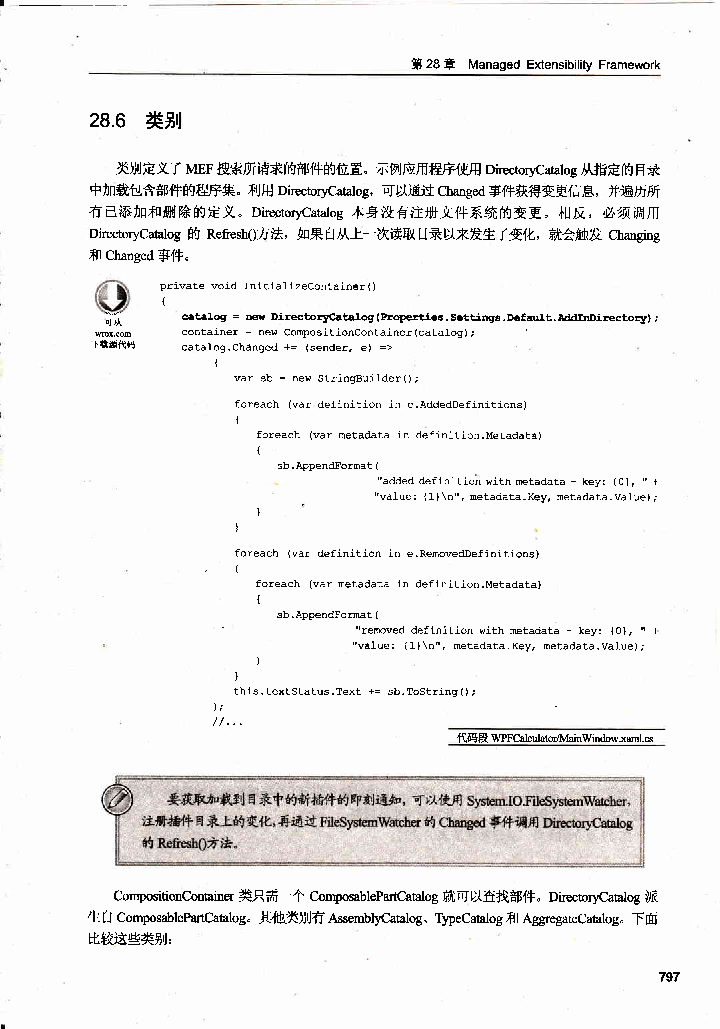 第 28 章 Managed Extensibility Framework
28.6 类别
类别定义了 MEF 搜索所请求的部件的位置。示例应用程序使用 DirectoryCatalog 从指定的目录
中加载包含部件的程序集。利用 DirectoryCatalog，可以通过 Changed 事件获得变更信息，并遍历所
有已添加和删除的定义。DirectoryCatalog 本身没有注册文件系统的变更。相反，必须调用
DirectoryCatalog 的 Refresh()方法，如果自从上一次读取目录以来发生了变化，就会触发 Changing
和 Changed 事件。
可从
wrox.com
下载源代码
private void InitializeContainer()
{
catalog = new DirectoryCatalog(Properties.Settings.Default.AddInDirectory);
container = new CompositionContainer(catalog);
catalog.Changed += (sender, e) =>
{
var sb = new StringBuilder();
foreach (var definition in e.AddedDefinitions)
{
foreach (var metadata in definition.Metadata)
{
sb.AppendFormat(
"added definition with metadata - key: {0}, " +
"value: {1}\n", metadata.Key, metadata.Value);
}
}
foreach (var definition in e.RemovedDefinitions)
{
foreach (var metadata in definition.Metadata)
{
sb.AppendFormat(
"removed definition with metadata - key: {0}, " +
"value: {1}\n", metadata.Key, metadata.Value);
}
}
this.textStatus.Text += sb.ToString();
};
//...
代码段 WPFCalculator/MainWindow.xaml.cs
要获取加载到目录中的新插件的即刻通知，可以使用 System.IO.FileSystemWatcher，
注册插件目录上的变化，再通过 FileSystemWatcher 的 Changed 事件调用 DirectoryCatalog
的 Refresh()方法。
CompositionContainer 类只需一个 ComposablePartCatalog 就可以查找部件。DirectoryCatalog 派
生自 ComposablePartCatalog。其他类别有 AssemblyCatalog、TypeCatalog 和 AggregateCatalog。下面
比较这些类别：
797